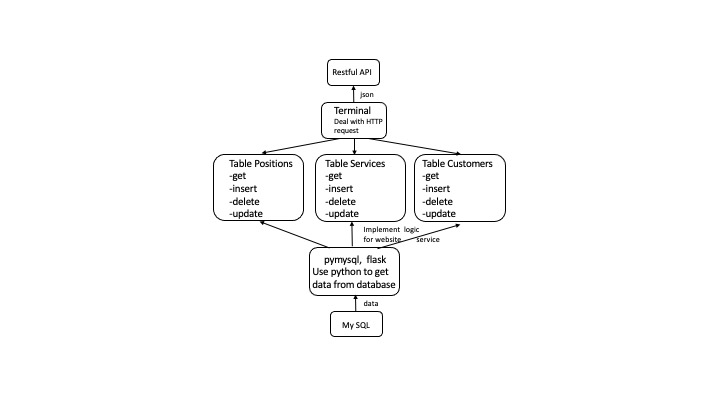 Restful API
json
Terminal
Deal with HTTP
request
Table Positions
-get
-insert
-delete
-update
Table Services
-get
-insert
-delete
-update
Table Customers
-get
-insert
-delete
-update
Implement logic
for website service
pymysql, flask
Use python to get
data from database
data
My SQL